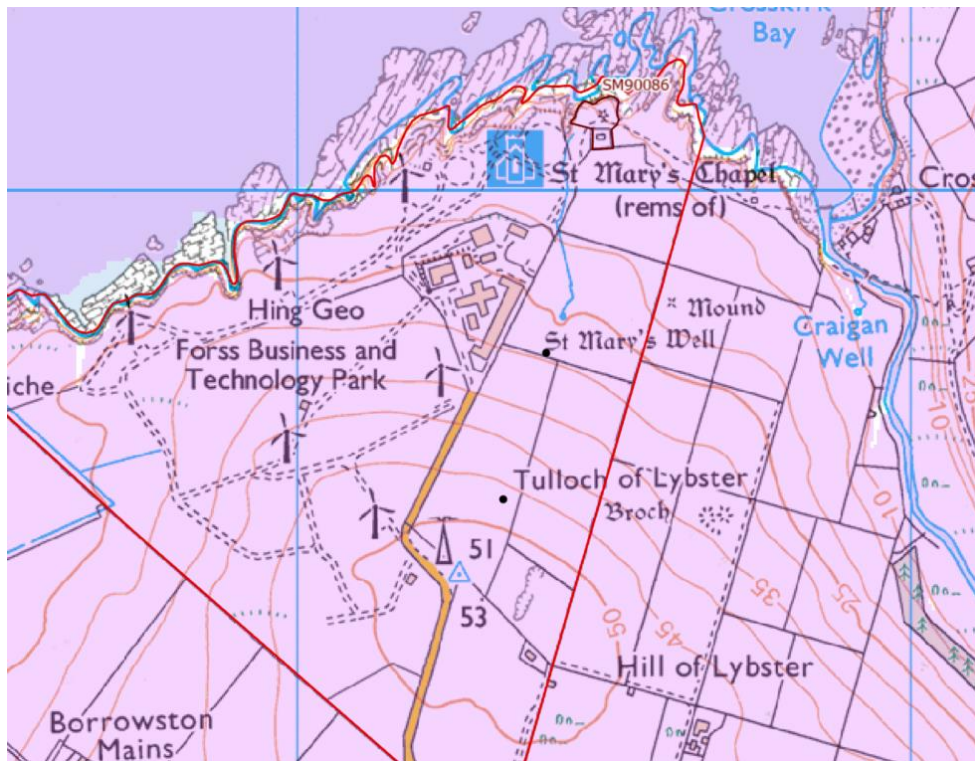 Crosskirk
Bay
SM90086
St Mary's Chapel
(rems of)
Cros
Hing Geo
Mound
St Mary's Well
Craigan
Well
Forss Business and
Technology Park
iche
10
Tulloch of Lybster
Broch
10
51
53
25
35
45
50
Hill of Lybster
Borrowston
Mains